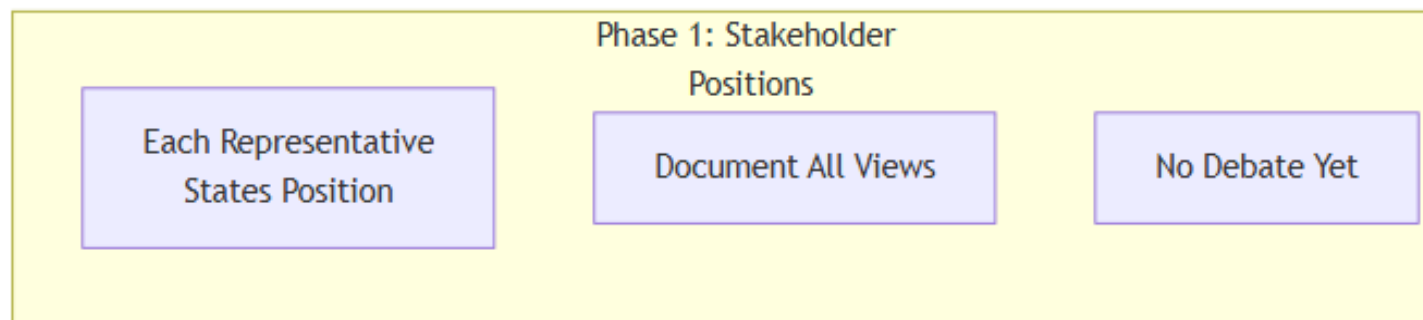 Phase 1: Stakeholder
Positions
Each Representative
States Position
Document All Views
No Debate Yet